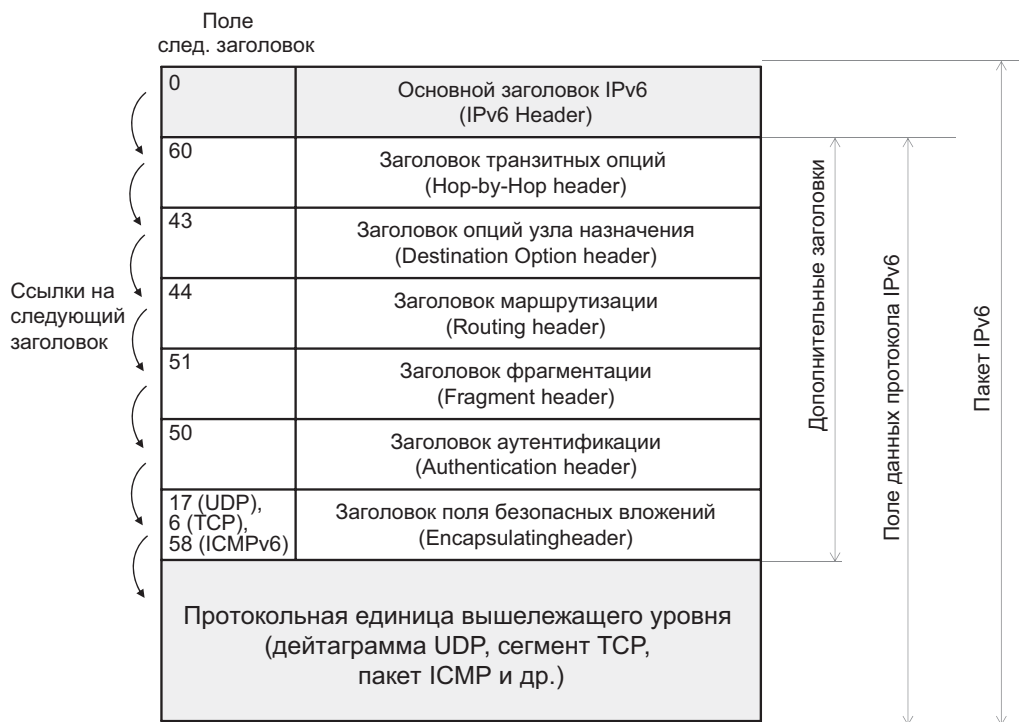 Поле
след. заголовок
0
Основной заголовок IPv6
(IPv6 Header)
60
Заголовок транзитных опций
(Hop-by-Hop header)
43
Заголовок опций узла назначения
(Destination Option header)
44
Заголовок маршрутизации
(Routing header)
51
Заголовок фрагментации
(Fragment header)
50
Заголовок аутентификации
(Authentication header)
17 (UDP),
6 (TCP),
58 (ICMPv6)
Заголовок поля безопасных вложений
(Encapsulatingheader)
Протокольная единица вышележащего уровня
(дейтаграмма UDP, сегмент TCP,
пакет ICMP и др.)
Ссылки на
следующий
заголовок
Дополнительные заголовки
Поле данных протокола IPv6
Пакет IPv6